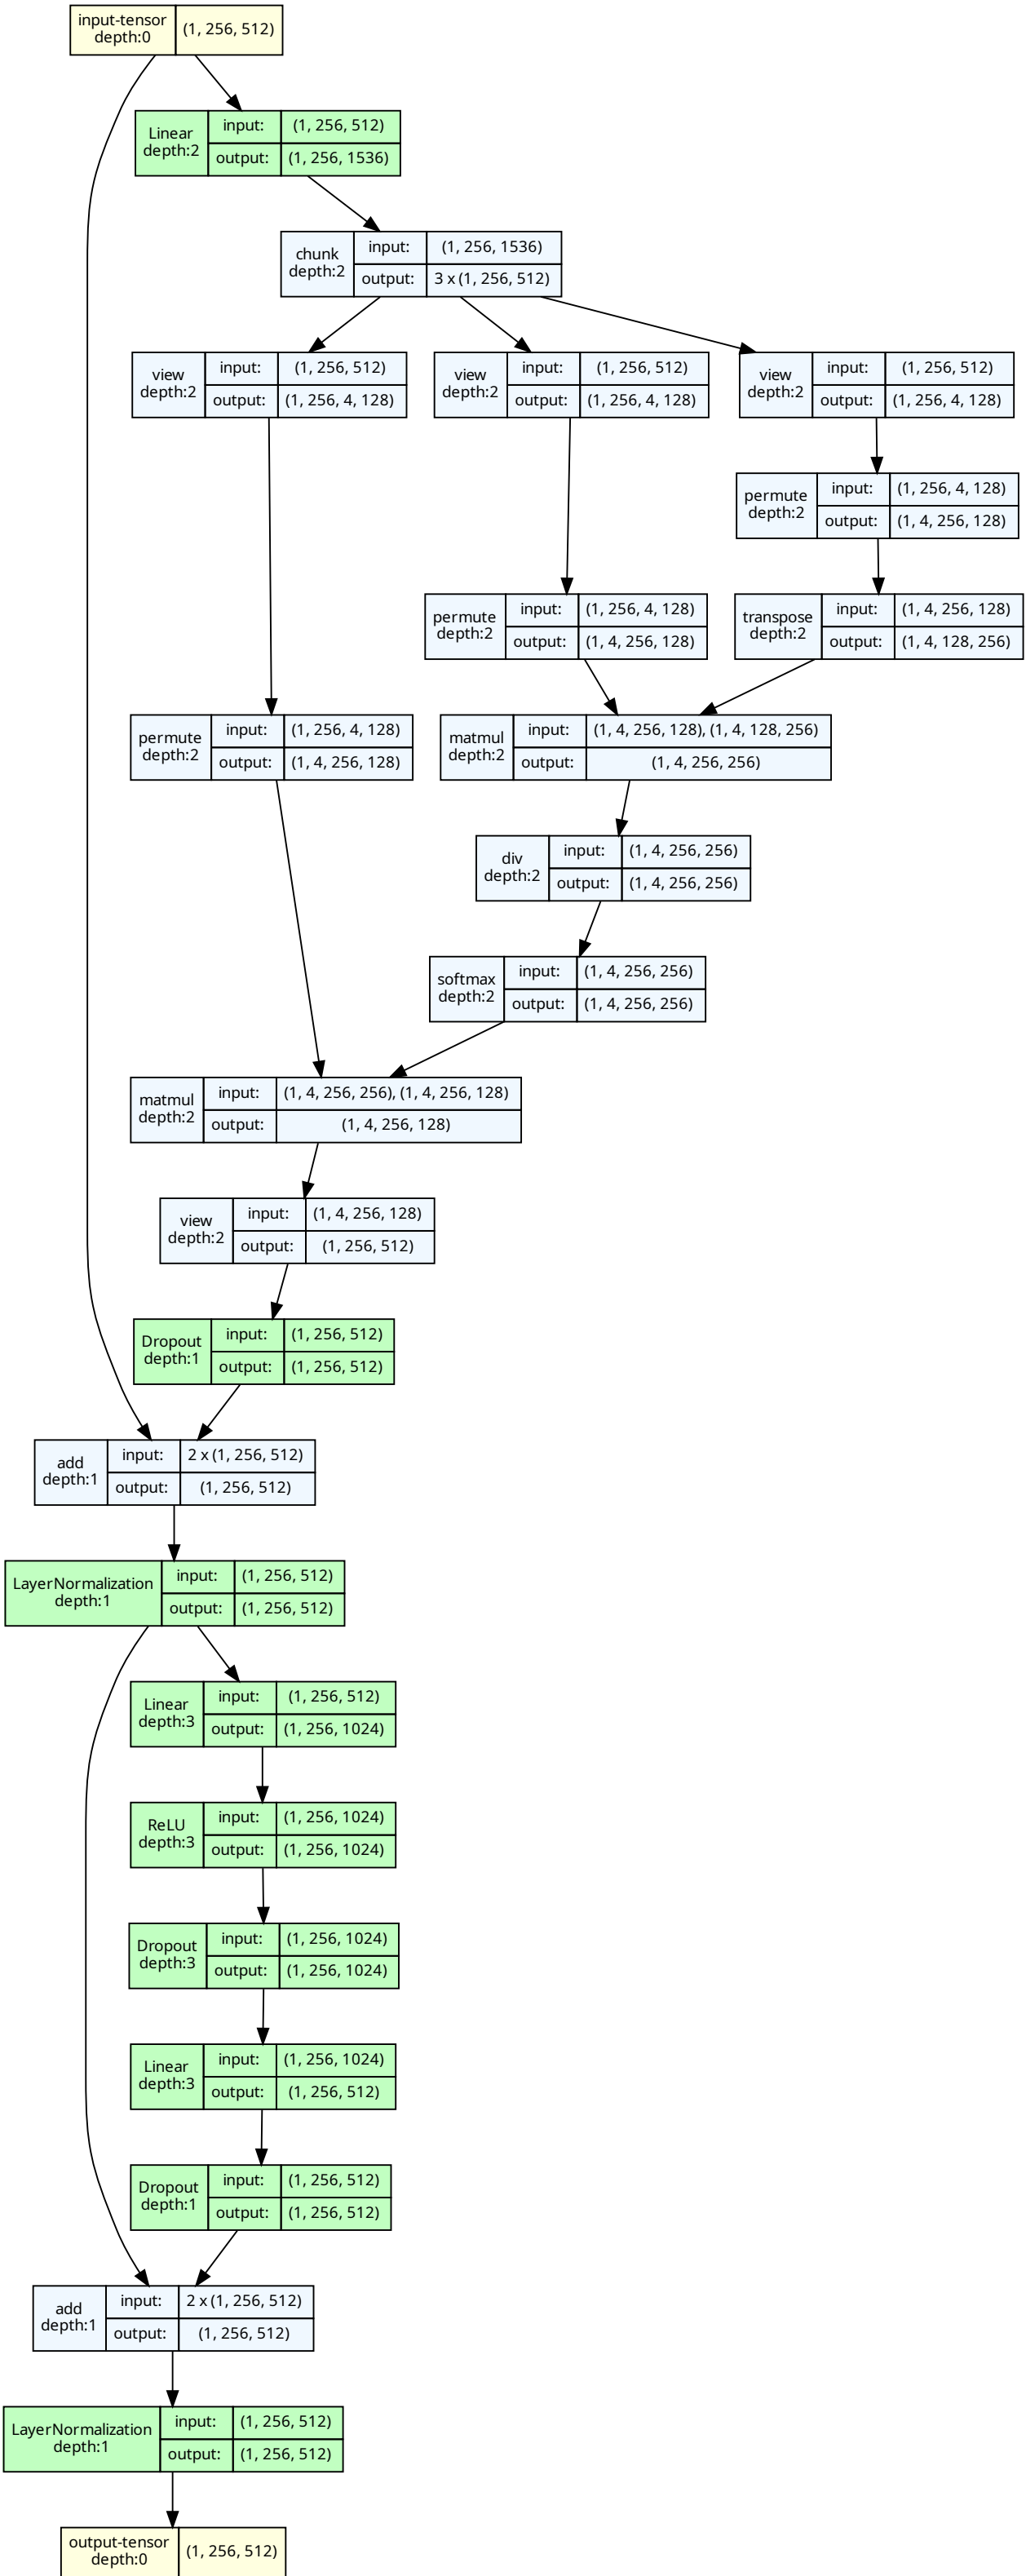 input-tensor
depth:0
(1, 256, 512)
Linear
depth:2
input:
(1, 256, 512)
output:
(1, 256, 1536)
chunk
depth:2
input:
(1, 256, 1536)
output:
3 x (1, 256, 512)
view
depth:2
input:
(1, 256, 512)
output:
(1, 256, 4, 128)
view
depth:2
input:
(1, 256, 512)
output:
(1, 256, 4, 128)
view
depth:2
input:
(1, 256, 512)
output:
(1, 256, 4, 128)
permute
depth:2
input:
(1, 256, 4, 128)
output:
(1, 4, 256, 128)
permute
depth:2
input:
(1, 256, 4, 128)
output:
(1, 4, 256, 128)
transpose
depth:2
input:
(1, 4, 256, 128)
output:
(1, 4, 128, 256)
permute
depth:2
input:
(1, 256, 4, 128)
output:
(1, 4, 256, 128)
matmul
depth:2
input:
(1, 4, 256, 128), (1, 4, 128, 256)
output:
(1, 4, 256, 256)
div
depth:2
input:
(1, 4, 256, 256)
output:
(1, 4, 256, 256)
softmax
depth:2
input:
(1, 4, 256, 256)
output:
(1, 4, 256, 256)
matmul
depth:2
input:
(1, 4, 256, 256), (1, 4, 256, 128)
output:
(1, 4, 256, 128)
view
depth:2
input:
(1, 4, 256, 128)
output:
(1, 256, 512)
Dropout
depth:1
input:
(1, 256, 512)
output:
(1, 256, 512)
add
depth:1
input:
2 x (1, 256, 512)
output:
(1, 256, 512)
LayerNormalization
depth:1
input:
(1, 256, 512)
output:
(1, 256, 512)
Linear
depth:3
input:
(1, 256, 512)
output:
(1, 256, 1024)
ReLU
depth:3
input:
(1, 256, 1024)
output:
(1, 256, 1024)
Dropout
depth:3
input:
(1, 256, 1024)
output:
(1, 256, 1024)
Linear
depth:3
input:
(1, 256, 1024)
output:
(1, 256, 512)
Dropout
depth:1
input:
(1, 256, 512)
output:
(1, 256, 512)
add
depth:1
input:
2 x (1, 256, 512)
output:
(1, 256, 512)
LayerNormalization
depth:1
input:
(1, 256, 512)
output:
(1, 256, 512)
output-tensor
depth:0
(1, 256, 512)